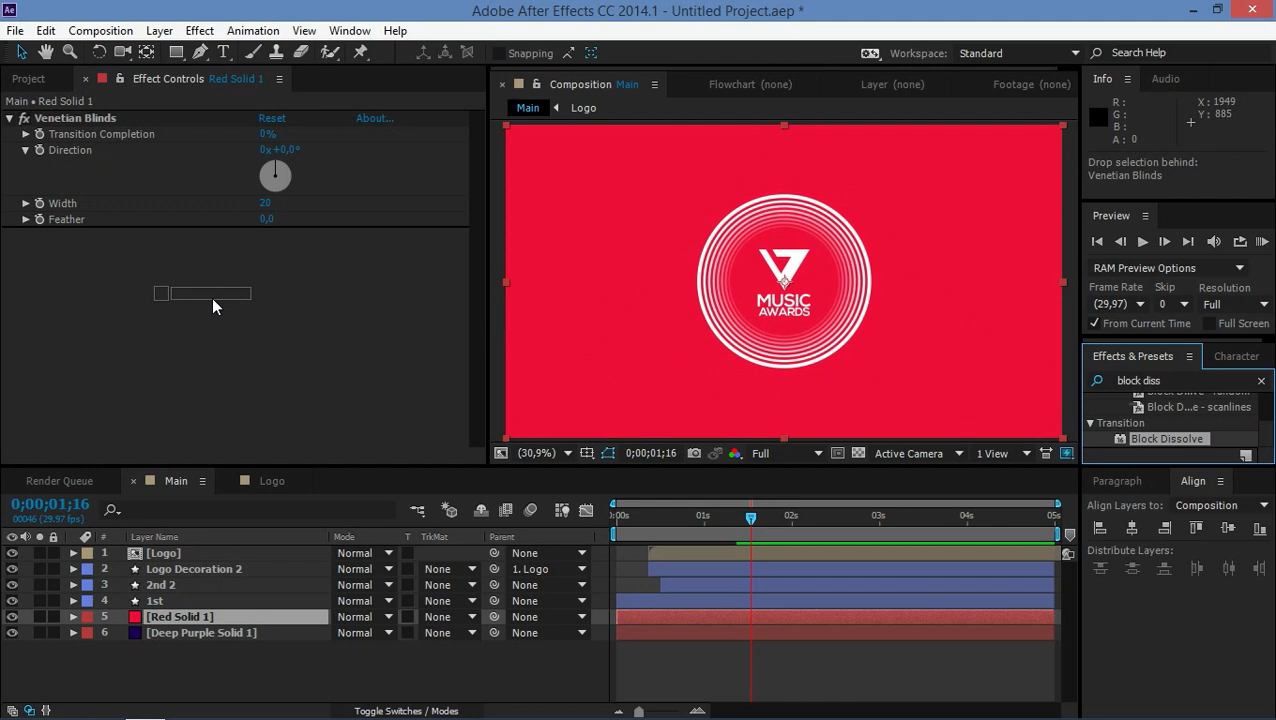 Ae Adobe After Effects CC 2014.1 - Untitled Project.aep *
File Edit Composition Layer Effect Animation View Window Help
Snapping Workspace: Standard Search Help
Project Effect Controls Red Solid 1
Main • Red Solid 1
fx Venetian Blinds Reset About...
Transition Completion 0%
Direction 0x+0,0°
Width 20
Feather 0,0
Composition Main Flowchart (none) Layer (none) Footage (none)
Main Logo
MUSIC
AWARDS
(30,9%) 0;00;01;16 Full Active Camera 1 View
Info Audio
R: X: 1949
G: Y: 885
B:
A: 0
Drop selection behind:
Venetian Blinds
Preview
RAM Preview Options
Frame Rate Skip Resolution
(29,97) 0 Full
From Current Time Full Screen
Effects & Presets Character
block diss
Block D...e - scanlines
Transition
Block Dissolve
Paragraph Align
Align Layers to: Composition
Distribute Layers:
Render Queue Main Logo
0;00;01;16
00046 (29.97 fps)
# Layer Name Mode T TrkMat Parent
1 [Logo] Normal None
2 Logo Decoration 2 Normal None 1. Logo
3 2nd 2 Normal None None
4 1st Normal None None
5 [Red Solid 1] Normal None None
6 [Deep Purple Solid 1] Normal None None
:00s 01s 02s 03s 04s 05s
Toggle Switches / Modes